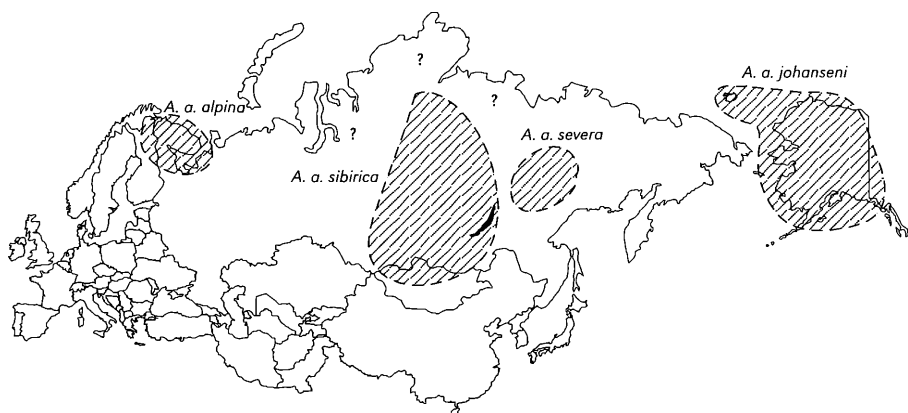 ?
A. a. johanseni
A. a. alpina
?
?
A. a. severa
A. a. sibirica